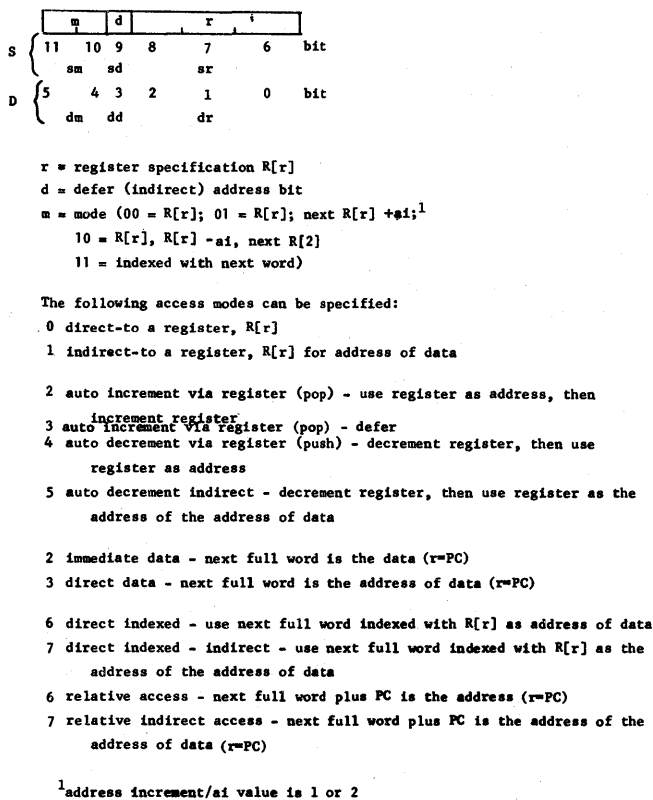 m d r
S { 11 10 9 8 7 6 bit
sm sd sr
D { 5 4 3 2 1 0 bit
dm dd dr
r = register specification R[r]
d = defer (indirect) address bit
m = mode (00 = R[r]; 01 = R[r]; next R[r] +ai;1
10 = R[r], R[r] -ai, next R[2]
11 = indexed with next word)
The following access modes can be specified:
0 direct-to a register, R[r]
1 indirect-to a register, R[r] for address of data
2 auto increment via register (pop) - use register as address, then
increment register
3 auto increment via register (pop) - defer
4 auto decrement via register (push) - decrement register, then use
register as address
5 auto decrement indirect - decrement register, then use register as the
address of the address of data
2 immediate data - next full word is the data (r=PC)
3 direct data - next full word is the address of data (r=PC)
6 direct indexed - use next full word indexed with R[r] as address of data
7 direct indexed - indirect - use next full word indexed with R[r] as the
address of the address of data
6 relative access - next full word plus PC is the address (r=PC)
7 relative indirect access - next full word plus PC is the address of the
address of data (r=PC)
1address increment/ai value is 1 or 2